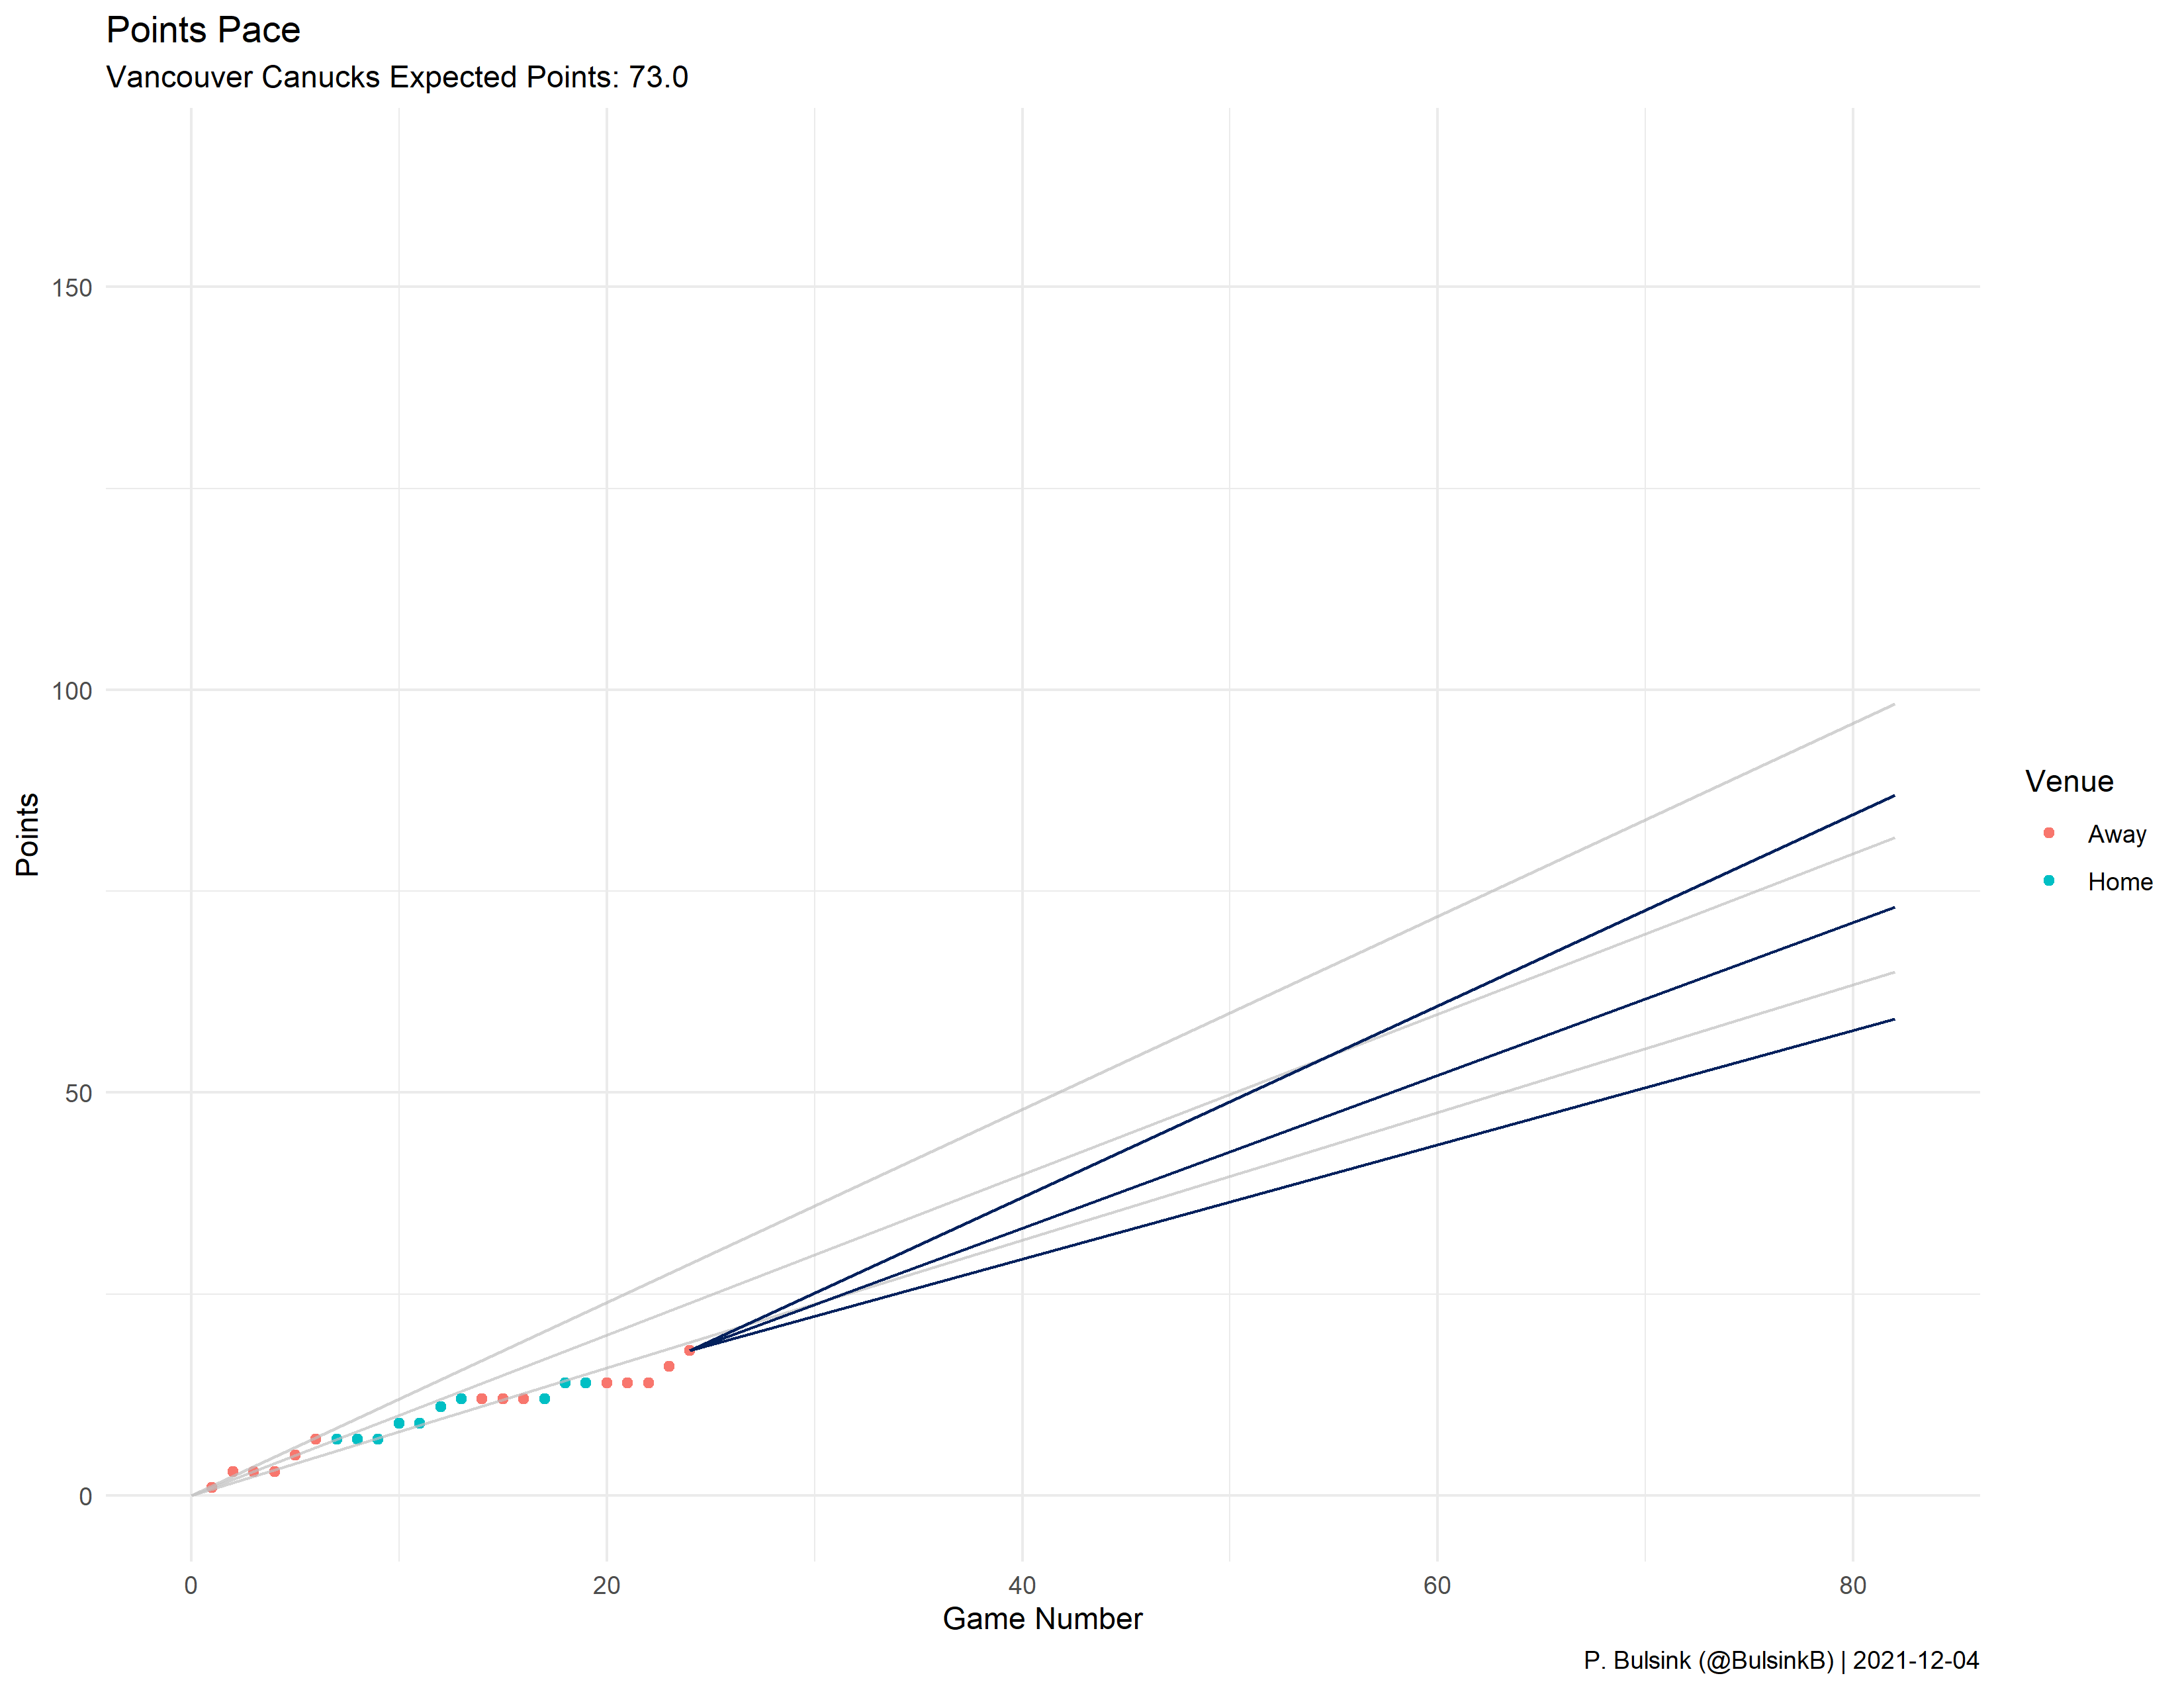 Points Pace
Vancouver Canucks Expected Points: 73.0
150
100
50
0
Points
0 20 40 60 80
Game Number
Venue
Away
Home
P. Bulsink (@BulsinkB) | 2021-12-04